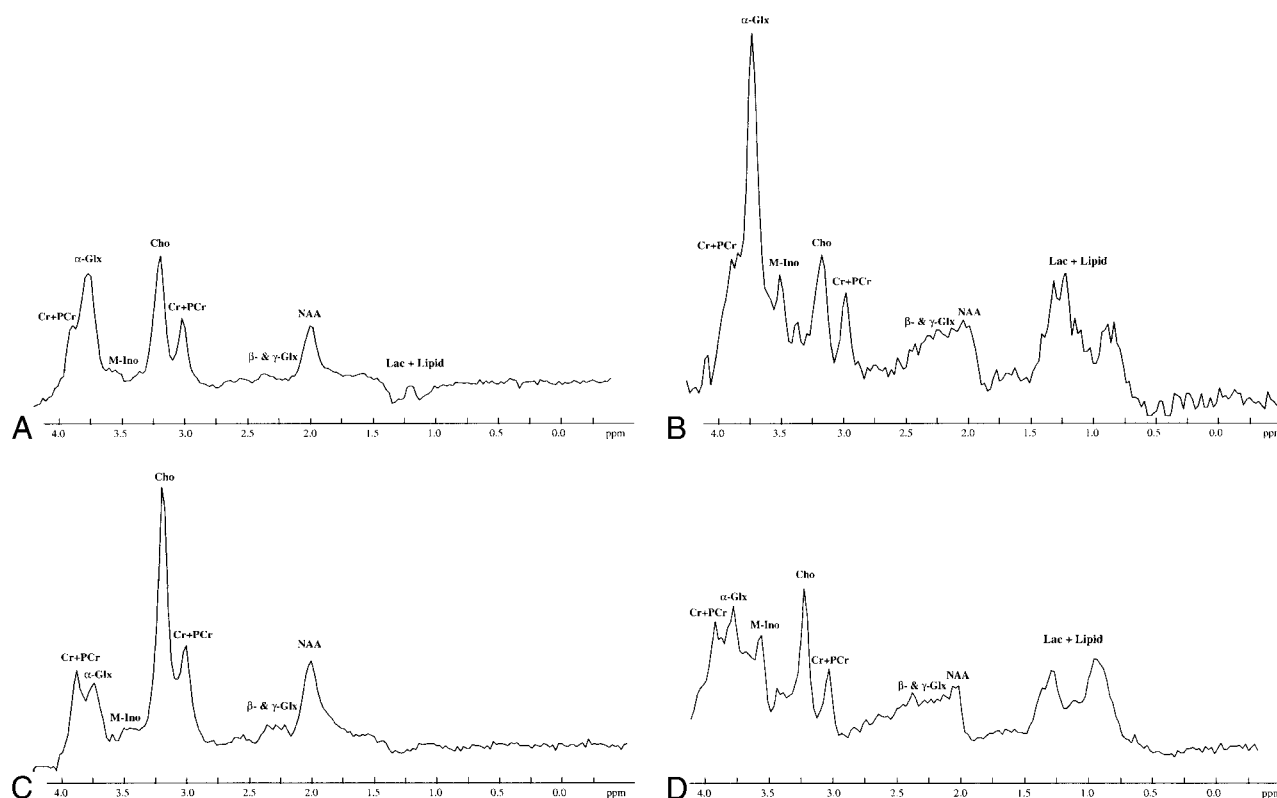 α-Glx
Cho
Cr+PCr
α-Glx
Cr+PCr
M-Ino
NAA
β- & γ-Glx
Lac + Lipid
A
4.0 3.5 3.0 2.5 2.0 1.5 1.0 0.5 0.0 ppm
Cr+PCr
M-Ino
Cho
Cr+PCr
β- & γ-Glx
NAA
Lac + Lipid
B
4.0 3.5 3.0 2.5 2.0 1.5 1.0 0.5 0.0 ppm
Cho
Cr+PCr
α-Glx
M-Ino
Cr+PCr
β- & γ-Glx
NAA
C
4.0 3.5 3.0 2.5 2.0 1.5 1.0 0.5 0.0 ppm
Cr+PCr
α-Glx
M-Ino
Cho
Cr+PCr
β- & γ-Glx
NAA
Lac + Lipid
D
4.0 3.5 3.0 2.5 2.0 1.5 1.0 0.5 0.0 ppm